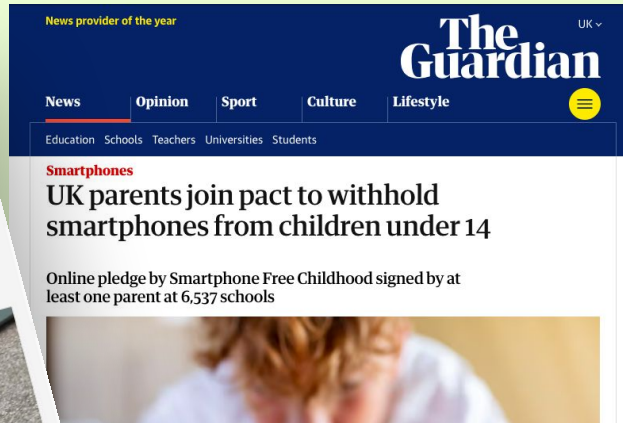 News provider of the year
The
Guardian
UK
News Opinion Sport Culture Lifestyle
Education Schools Teachers Universities Students
Smartphones
UK parents join pact to withhold
smartphones from children under 14
Online pledge by Smartphone Free Childhood signed by at
least one parent at 6,537 schools